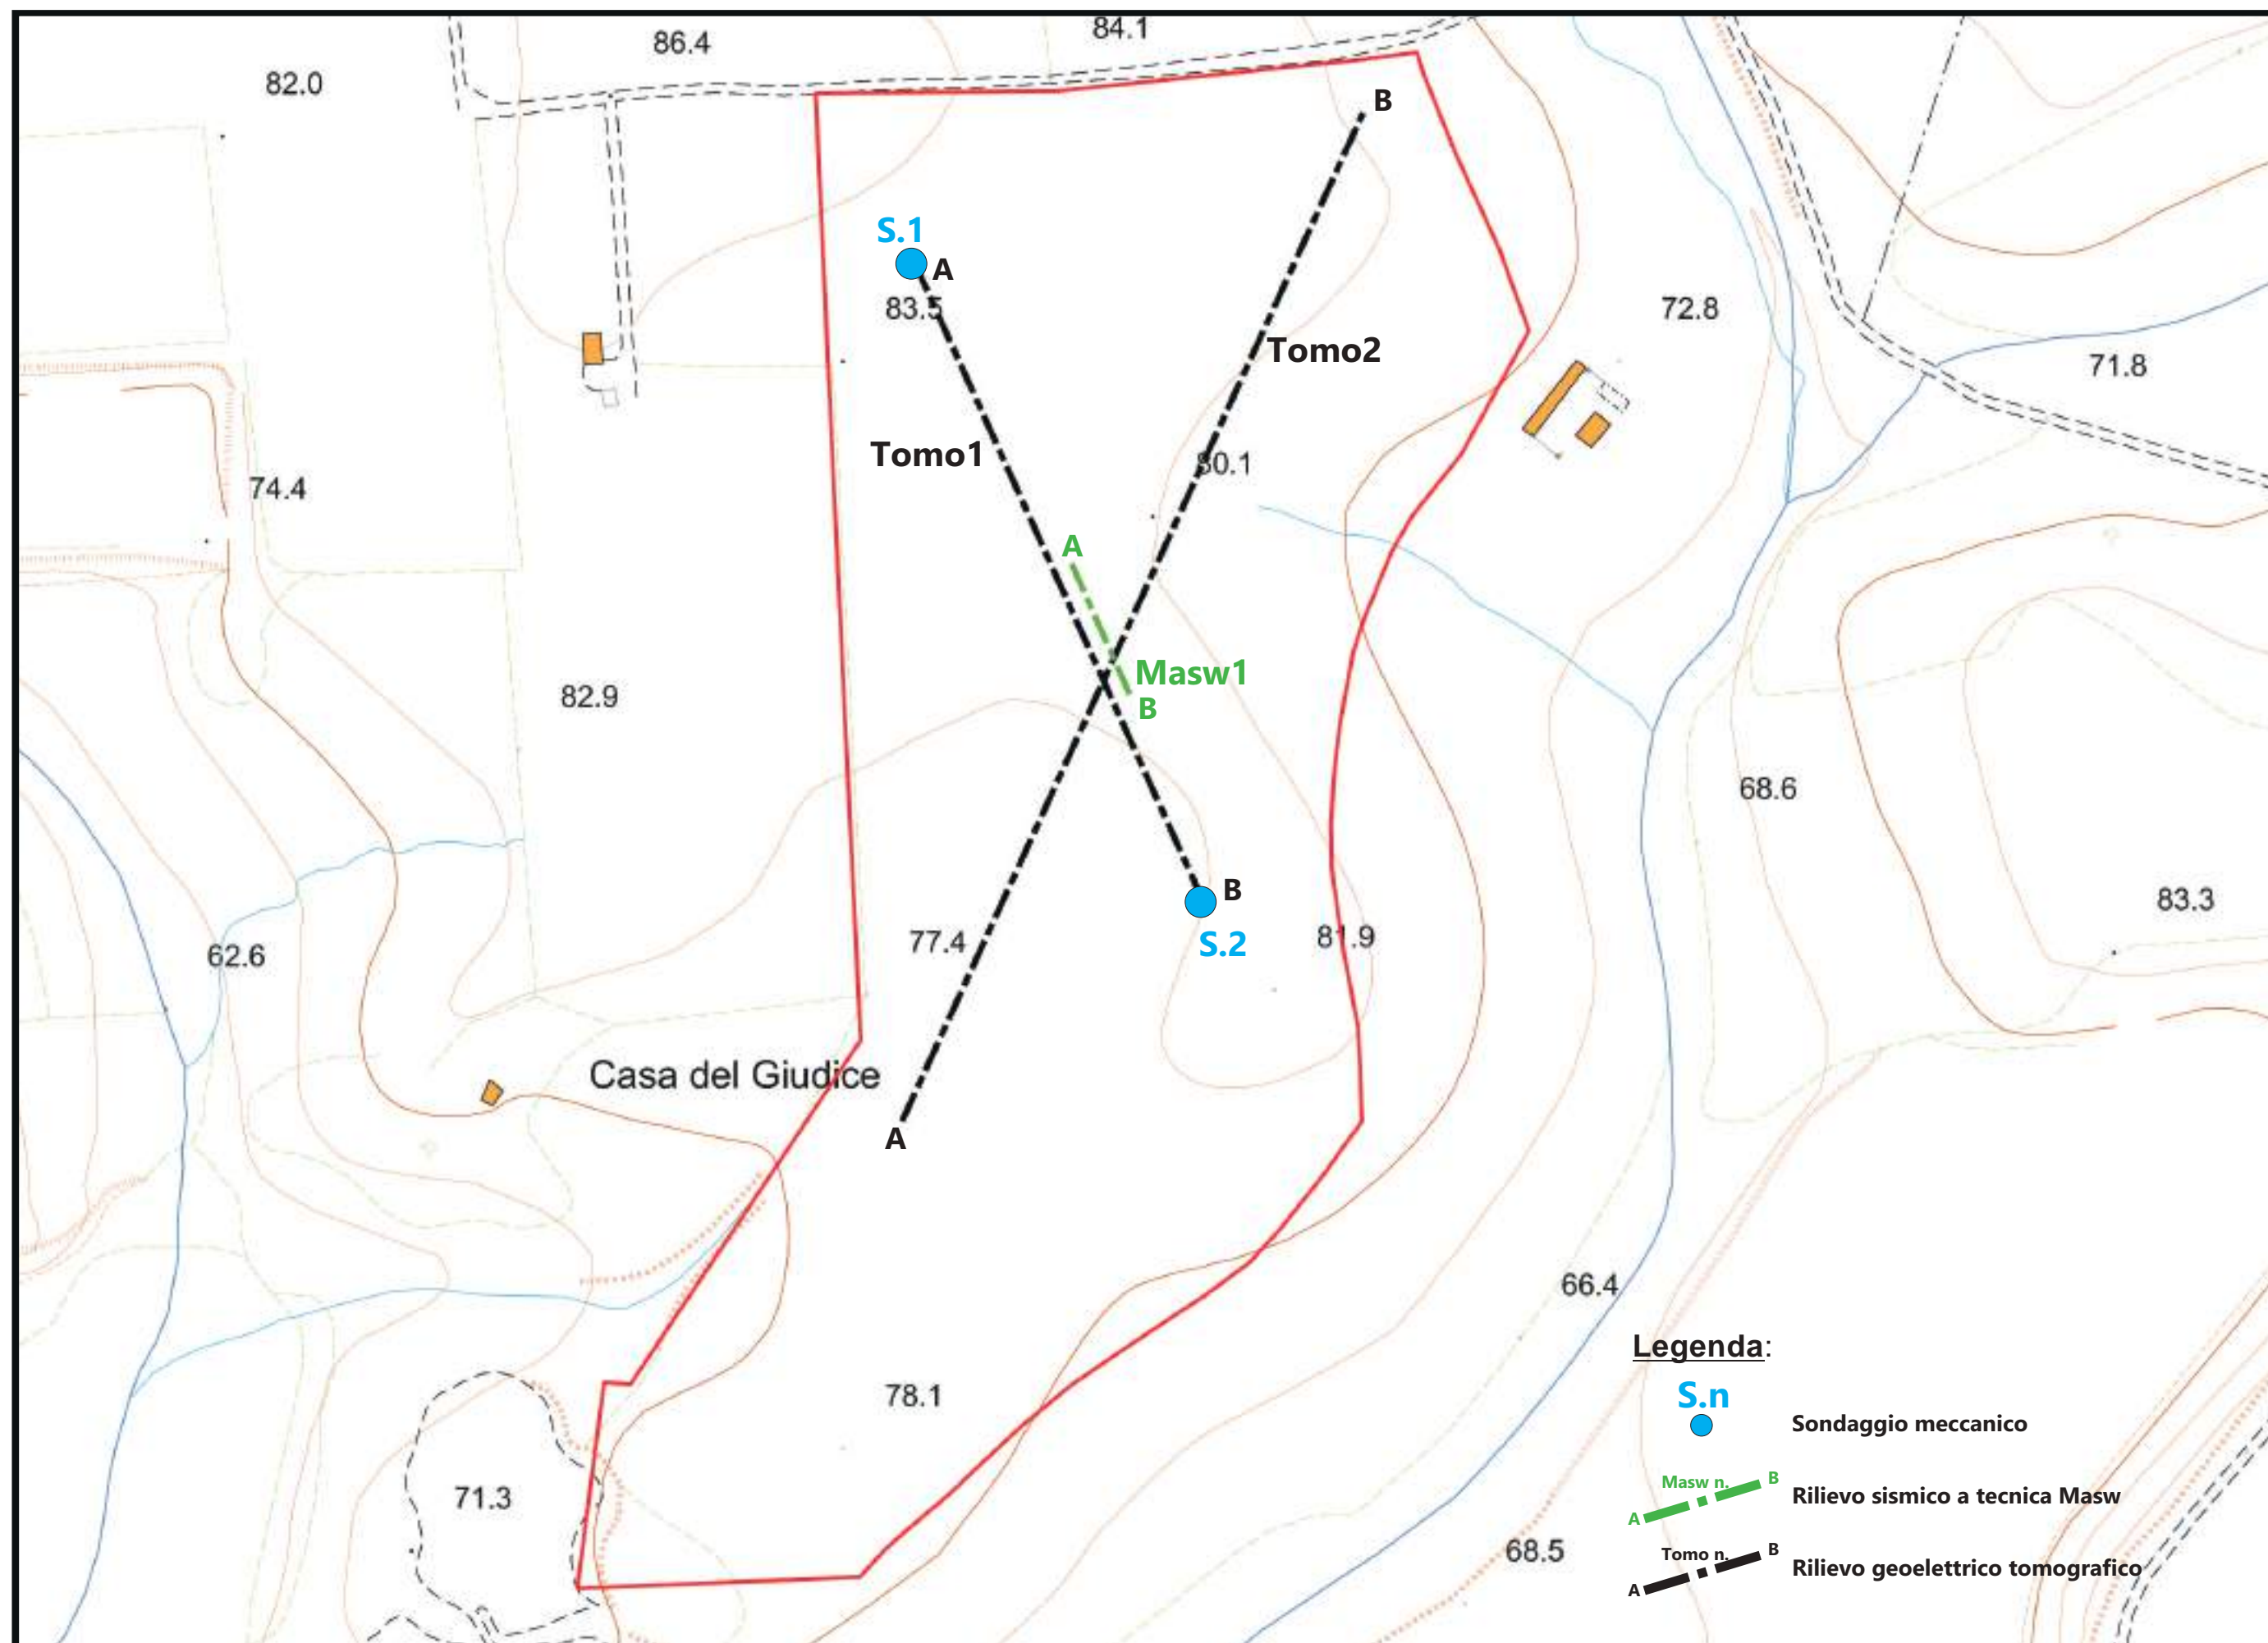 84.1
86.4
82.0
B
S.1
A
83.5
72.8
Tomo2
71.8
Tomo1
80.1
74.4
A
Masw1
82.9
B
68.6
B
83.3
S.2
81.9
77.4
62.6
Casa del Giudice
A
66.4
Legenda:
78.1
S.n
Sondaggio meccanico
Masw n.
B
71.3
Rilievo sismico a tecnica Masw
A
68.5
Tomo n.
B
Rilievo geoelettrico tomografico
A